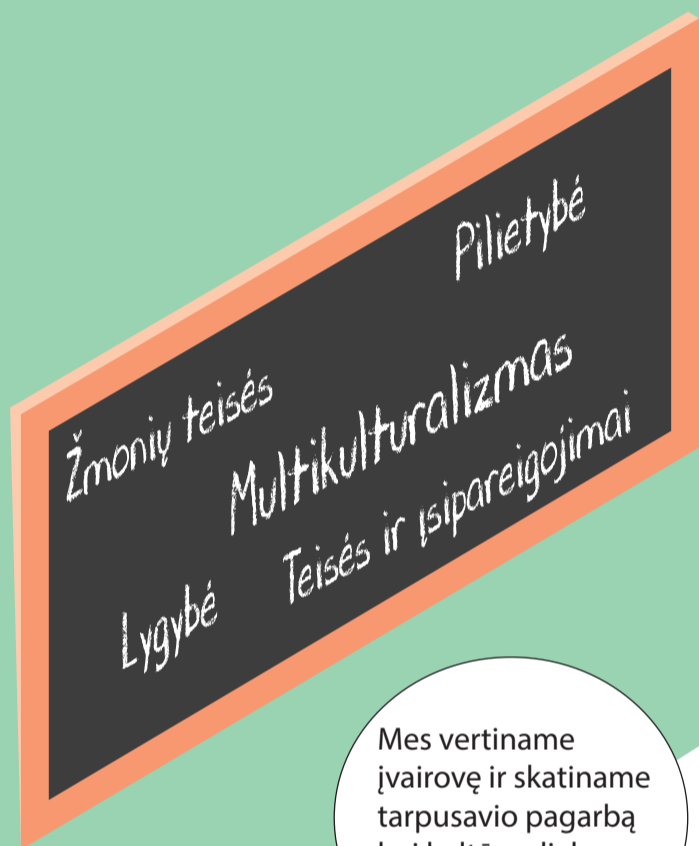 Pilietybė
Žmonių teisės
Multikulturalizmas
Teisės ir įsipareigojimai
Lygybė
Mes vertiname
įvairovę ir skatiname
tarpusavio pagarbą